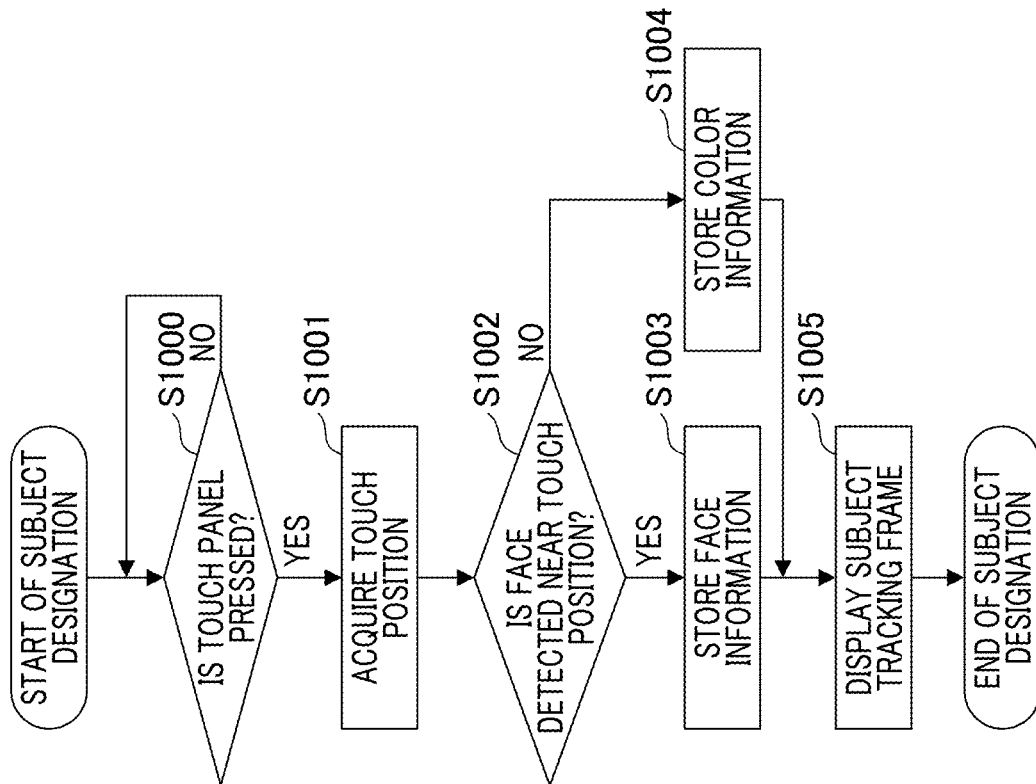 START OF SUBJECT
DESIGNATION
S1000
IS TOUCH PANEL
PRESSED?
NO
YES
S1001
ACQUIRE TOUCH
POSITION
S1002
IS FACE
DETECTED NEAR TOUCH
POSITION?
NO
YES
S1003
STORE FACE
INFORMATION
S1004
STORE COLOR
INFORMATION
S1005
DISPLAY SUBJECT
TRACKING FRAME
END OF SUBJECT
DESIGNATION